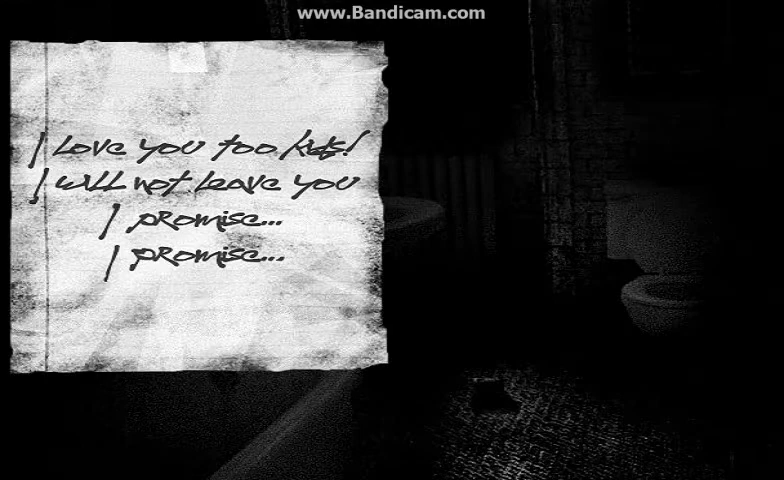 www.Bandicam.com
I Love you too kids!
I will not leave you
I promise...
I promise...